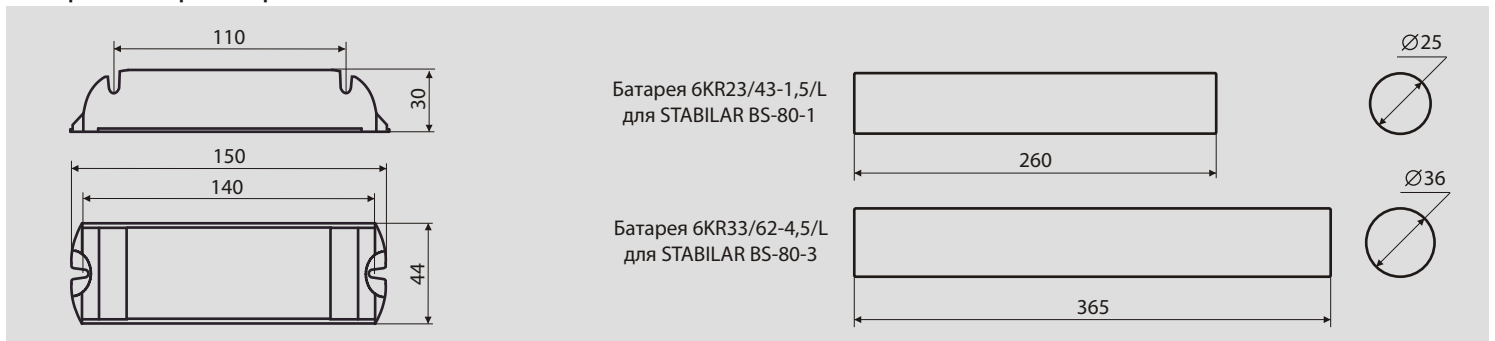 110
30
150
140
44
Батарея 6KR23/43-1,5/L
для STABILAR BS-80-1
260
Ø25
Батарея 6KR33/62-4,5/L
для STABILAR BS-80-3
365
Ø36